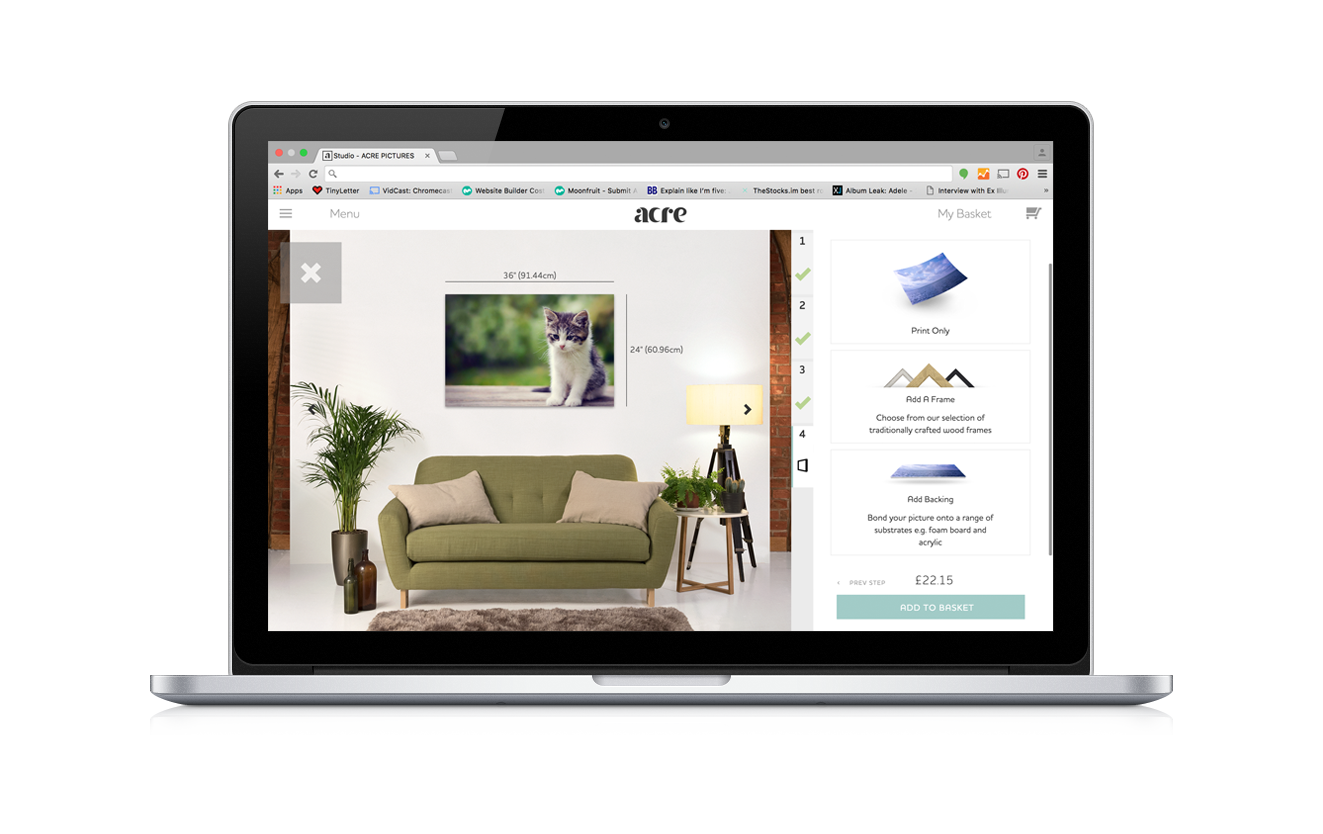 a Studio - ACRE PICTURES
Apps TinyLetter VidCast: Chromecas Website Builder Cos Moonfruit - Submit A BB Explain like I'm five: TheStocks.im best ro Album Leak: Adele - Interview with Ex Illu »
Menu
acre
My Basket
36" (91.44cm)
24" (60.96cm)
1
2
3
4
Print Only
Add A Frame
Choose from our selection of
traditionally crafted wood frames
Add Backing
Bond your picture onto a range of
substrates e.g. foam board and
acrylic
‹ PREV STEP
£22.15
ADD TO BASKET